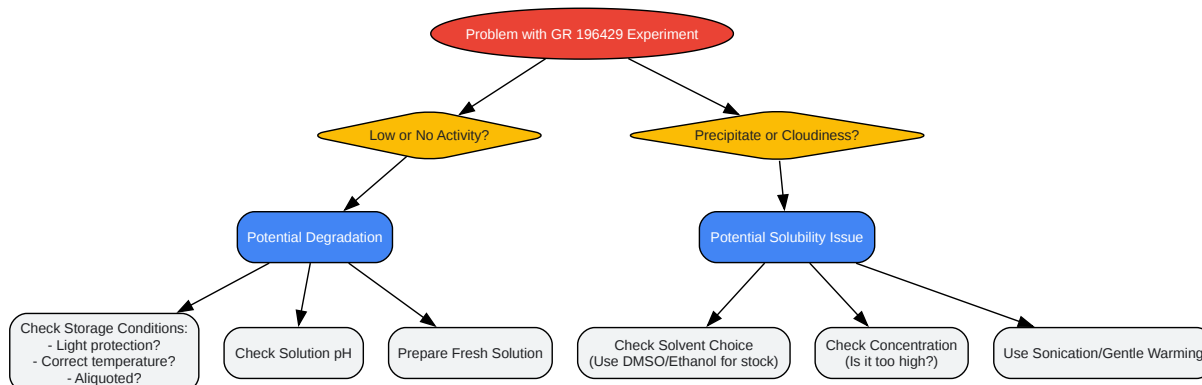 Problem with GR 196429 Experiment
Low or No Activity?
Precipitate or Cloudiness?
Potential Degradation
Potential Solubility Issue
Check Storage Conditions:
- Light protection?
- Correct temperature?
- Aliquoted?
Check Solution pH
Prepare Fresh Solution
Check Solvent Choice
(Use DMSO/Ethanol for stock)
Check Concentration
(Is it too high?)
Use Sonication/Gentle Warming